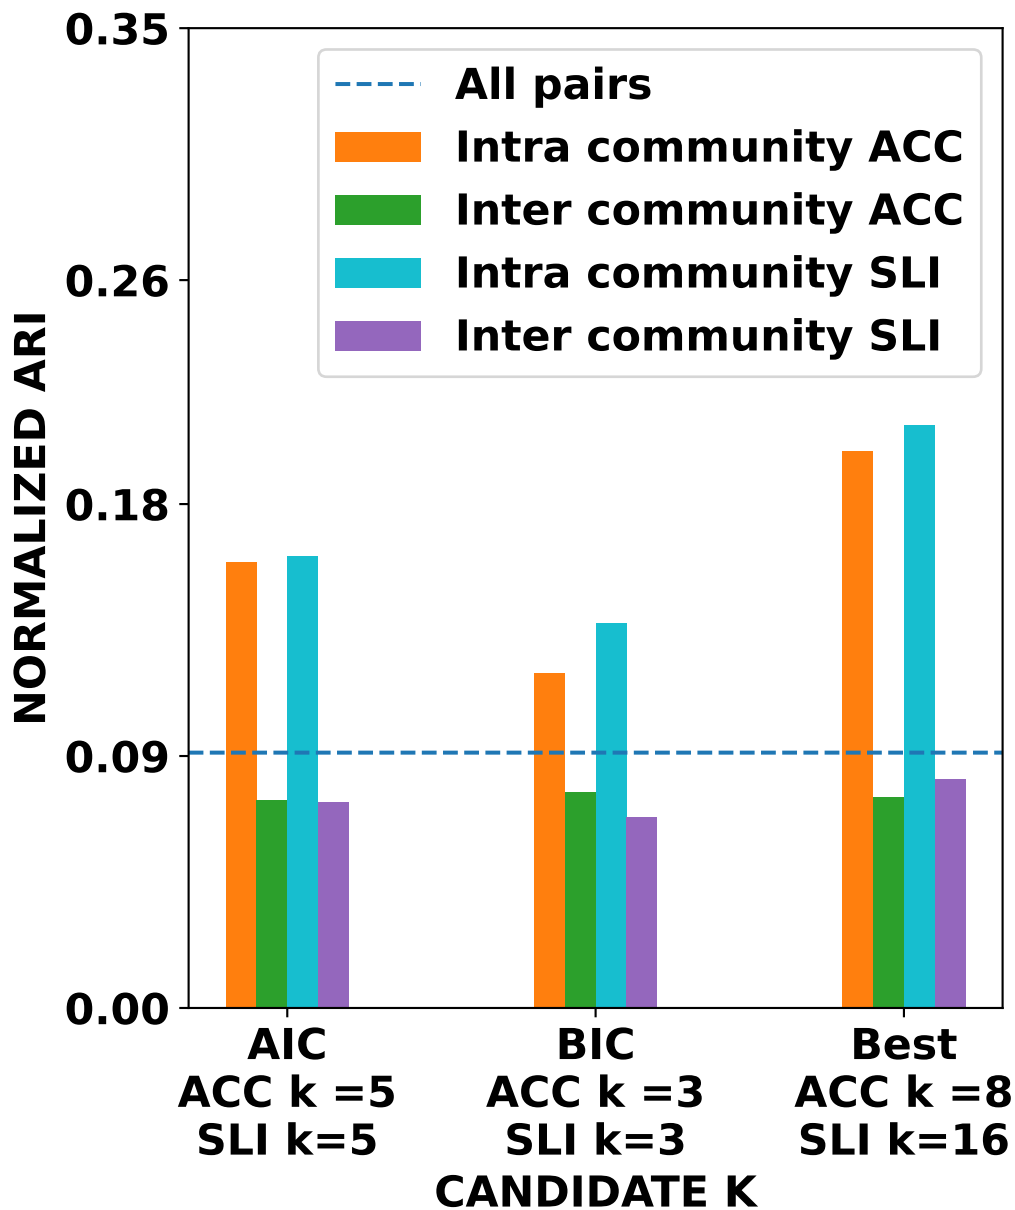 0.35
0.26
0.18
0.09
0.00
NORMALIZED ARI
All pairs
Intra community ACC
Inter community ACC
Intra community SLI
Inter community SLI
AIC
ACC k =5
SLI k=5
BIC
ACC k =3
SLI k=3
Best
ACC k =8
SLI k=16
CANDIDATE K